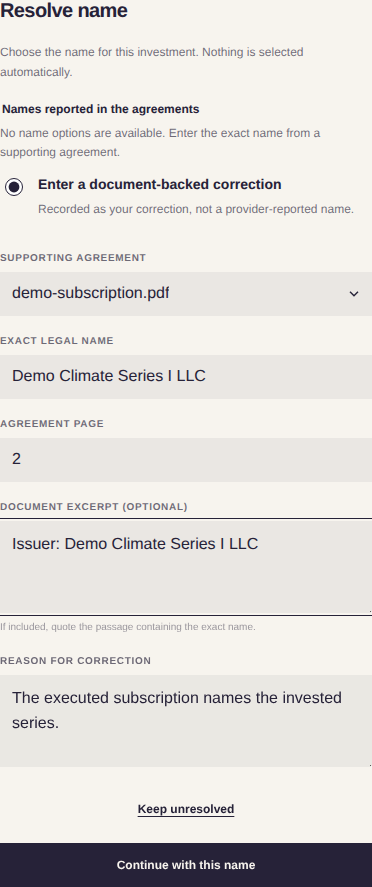 Resolve name
Choose the name for this investment. Nothing is selected
automatically.
Names reported in the agreements
No name options are available. Enter the exact name from a
supporting agreement.
Enter a document-backed correction
Recorded as your correction, not a provider-reported name.
SUPPORTING AGREEMENT
demo-subscription.pdf
EXACT LEGAL NAME
Demo Climate Series I LLC
AGREEMENT PAGE
2
DOCUMENT EXCERPT (OPTIONAL)
Issuer: Demo Climate Series I LLC
If included, quote the passage containing the exact name.
REASON FOR CORRECTION
The executed subscription names the invested
series.
Keep unresolved
Continue with this name